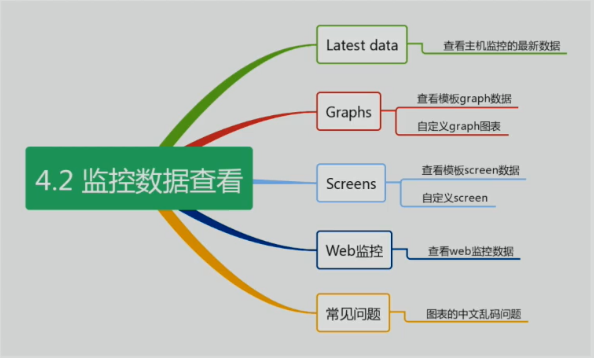 4.2 监控数据查看
Latest data
查看主机监控的最新数据
Graphs
查看模板graph数据
自定义graph图表
Screens
查看模板screen数据
自定义screen
Web监控
查看web监控数据
常见问题
图表的中文乱码问题